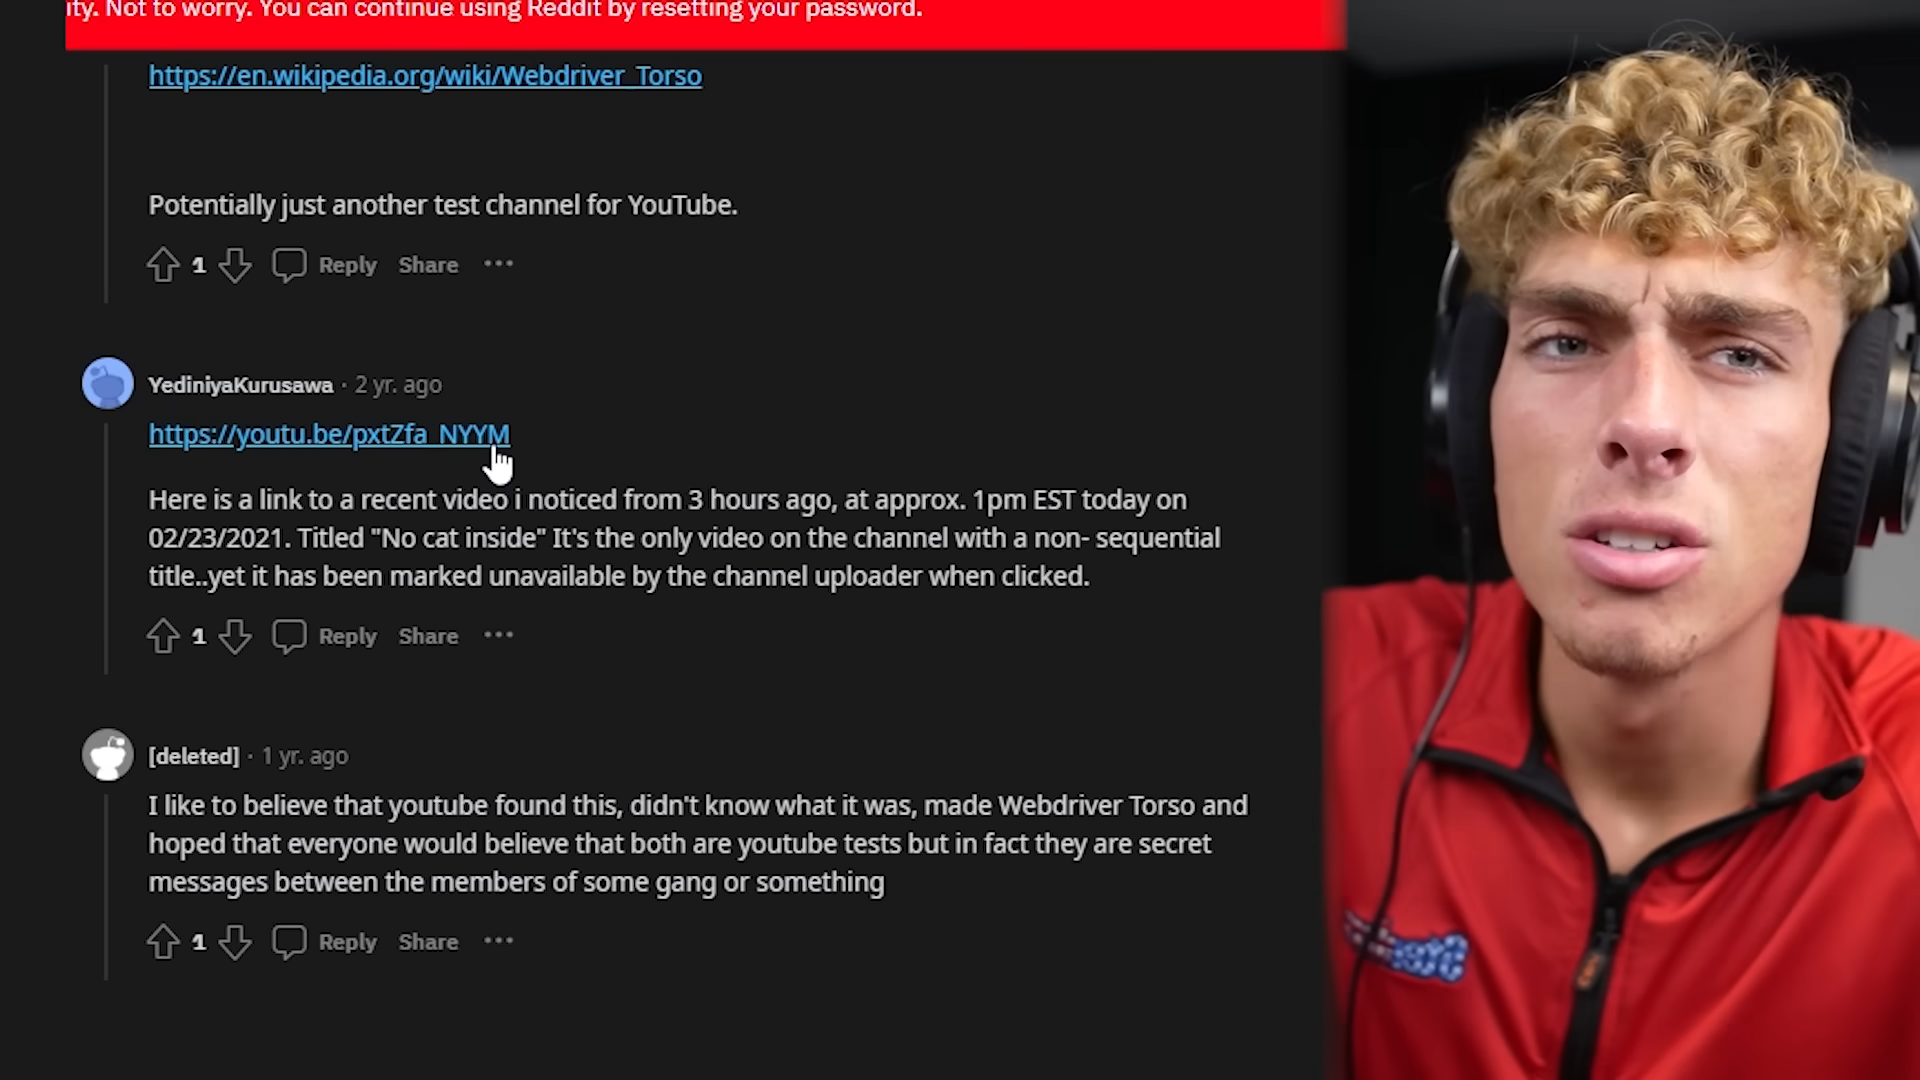 ity. Not to worry. You can continue using Reddit by resetting your password.
https://en.wikipedia.org/wiki/Webdriver_Torso
Potentially just another test channel for YouTube.
1 Reply Share ...
YediniyaKurusawa · 2 yr. ago
https://youtu.be/pxtZfa_NYYM
Here is a link to a recent video i noticed from 3 hours ago, at approx. 1pm EST today on
02/23/2021. Titled "No cat inside" It's the only video on the channel with a non- sequential
title..yet it has been marked unavailable by the channel uploader when clicked.
1 Reply Share ...
[deleted] · 1 yr. ago
I like to believe that youtube found this, didn't know what it was, made Webdriver Torso and
hoped that everyone would believe that both are youtube tests but in fact they are secret
messages between the members of some gang or something
1 Reply Share ...